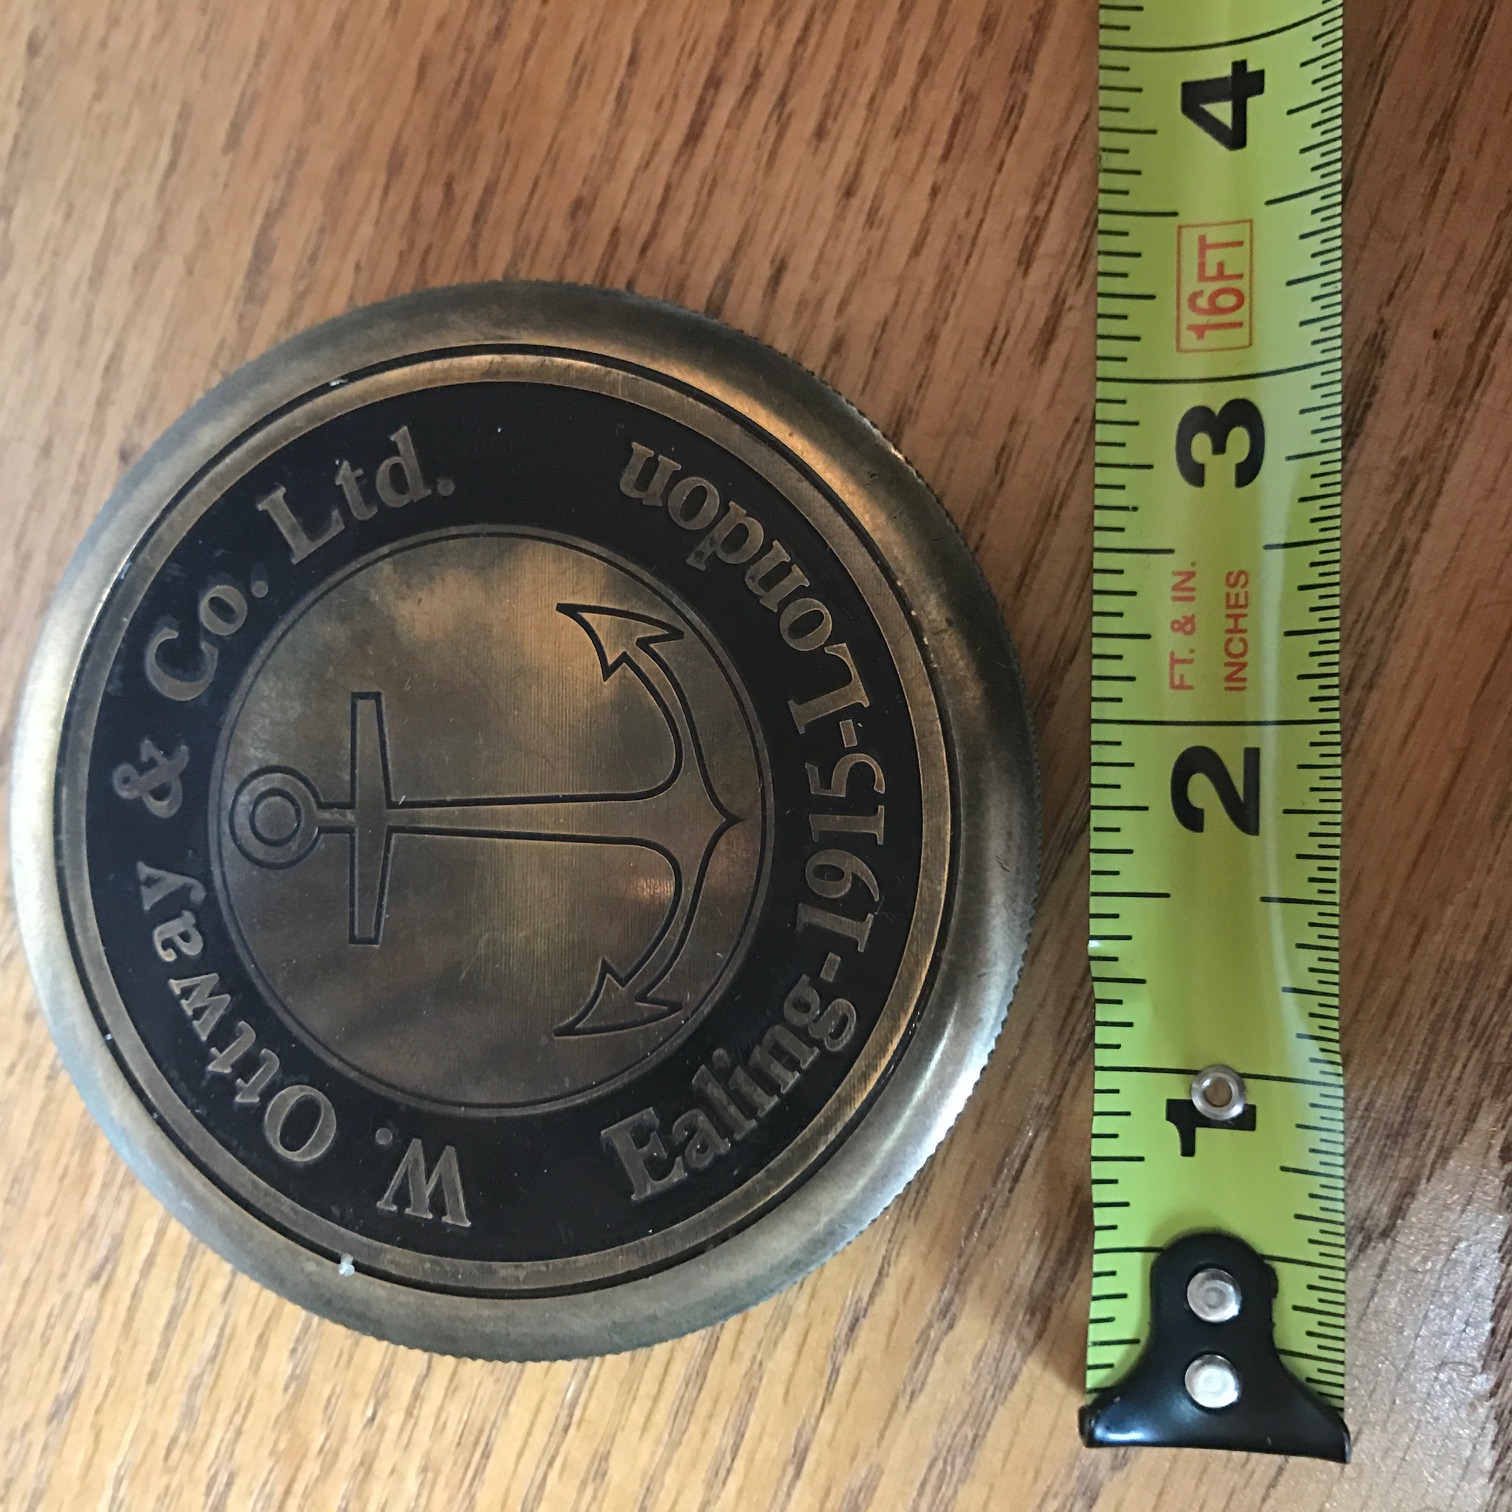 W. Ottway & Co. Ltd.
Ealing-1915-London
1
2
FT. & IN.
INCHES
3
16FT
4